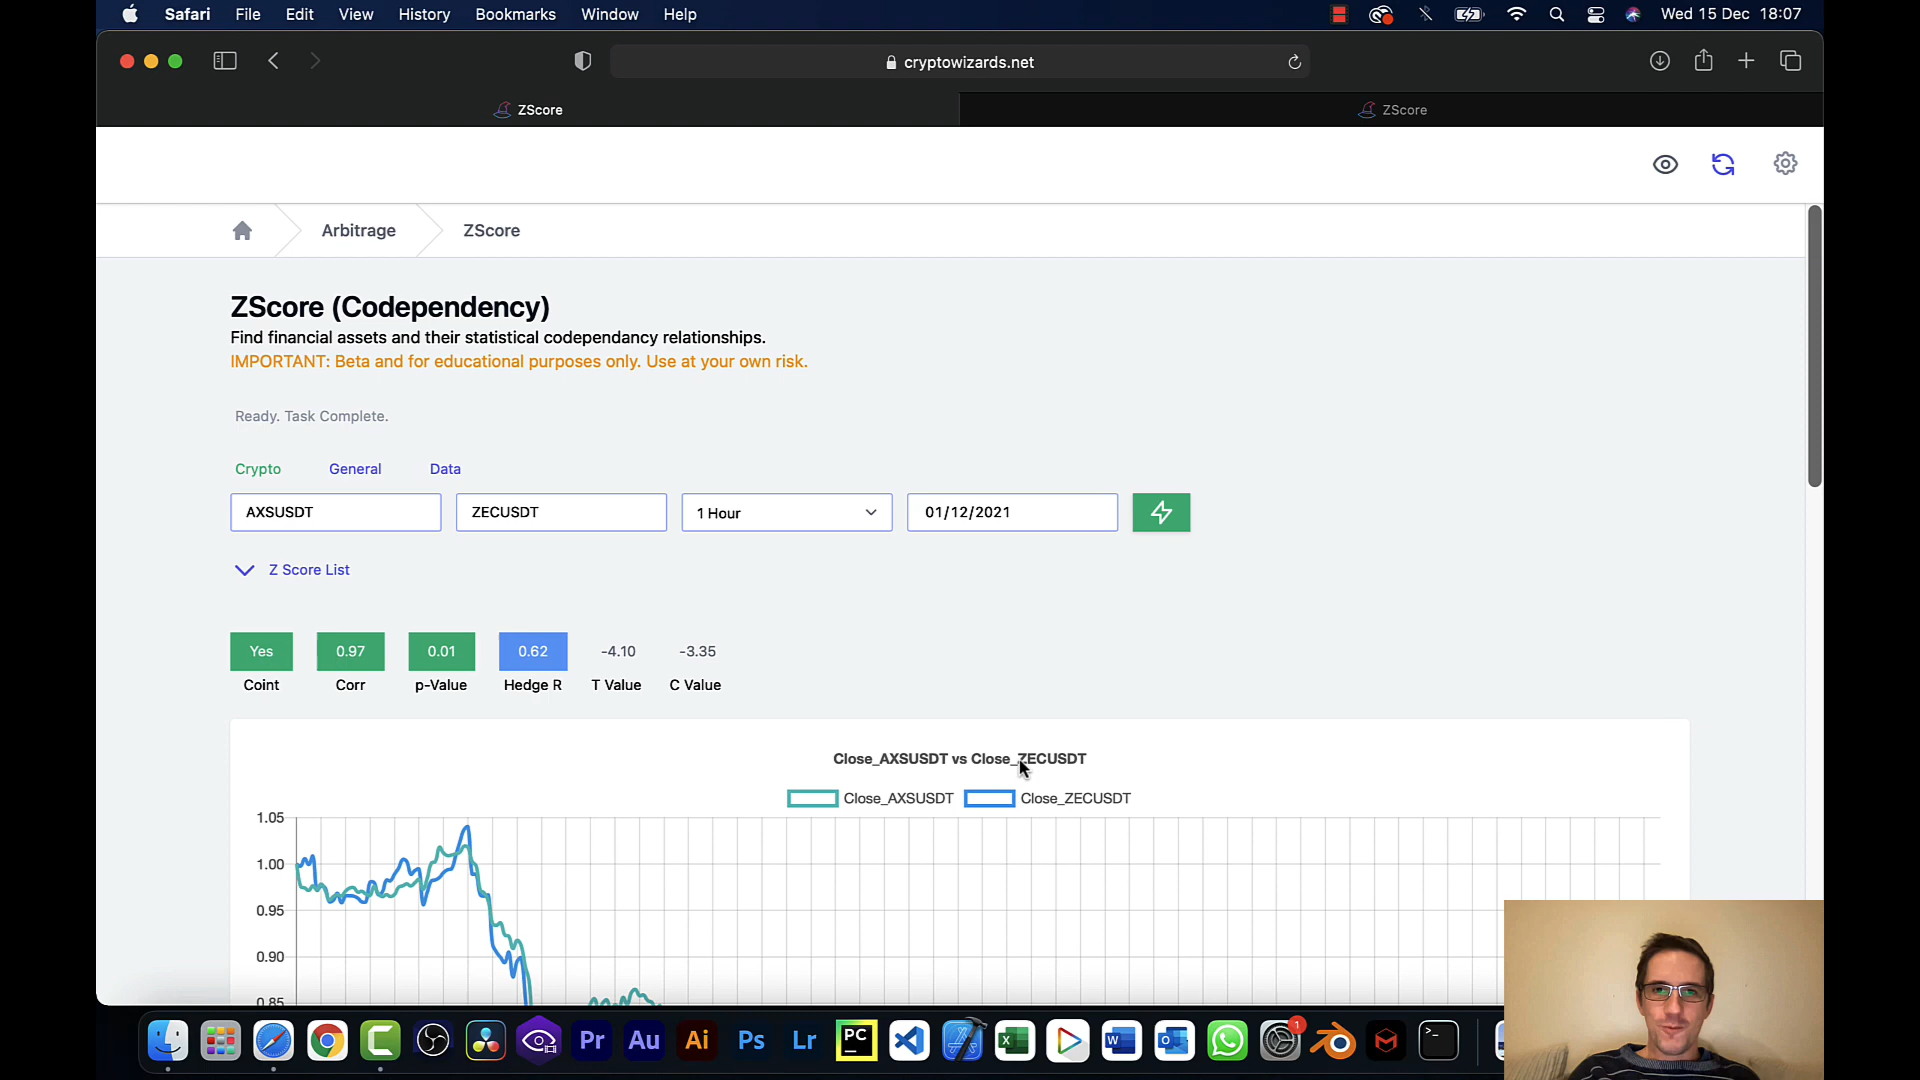 Safari File Edit View History Bookmarks Window Help Wed 15 Dec 18:07
cryptowizards.net
ZScore ZScore
Arbitrage ZScore
ZScore (Codependency)
Find financial assets and their statistical codependancy relationships.
IMPORTANT: Beta and for educational purposes only. Use at your own risk.
Ready. Task Complete.
Crypto General Data
AXSUSDT ZECUSDT 1 Hour 01/12/2021
Z Score List
Yes 0.97 0.01 0.62 -4.10 -3.35
Coint Corr p-Value Hedge R T Value C Value
Close_AXSUSDT vs Close_ZECUSDT
Close_AXSUSDT Close_ZECUSDT
1.05
1.00
0.95
0.90
0.85
Pr Au Ai Ps Lr PC X W O 1